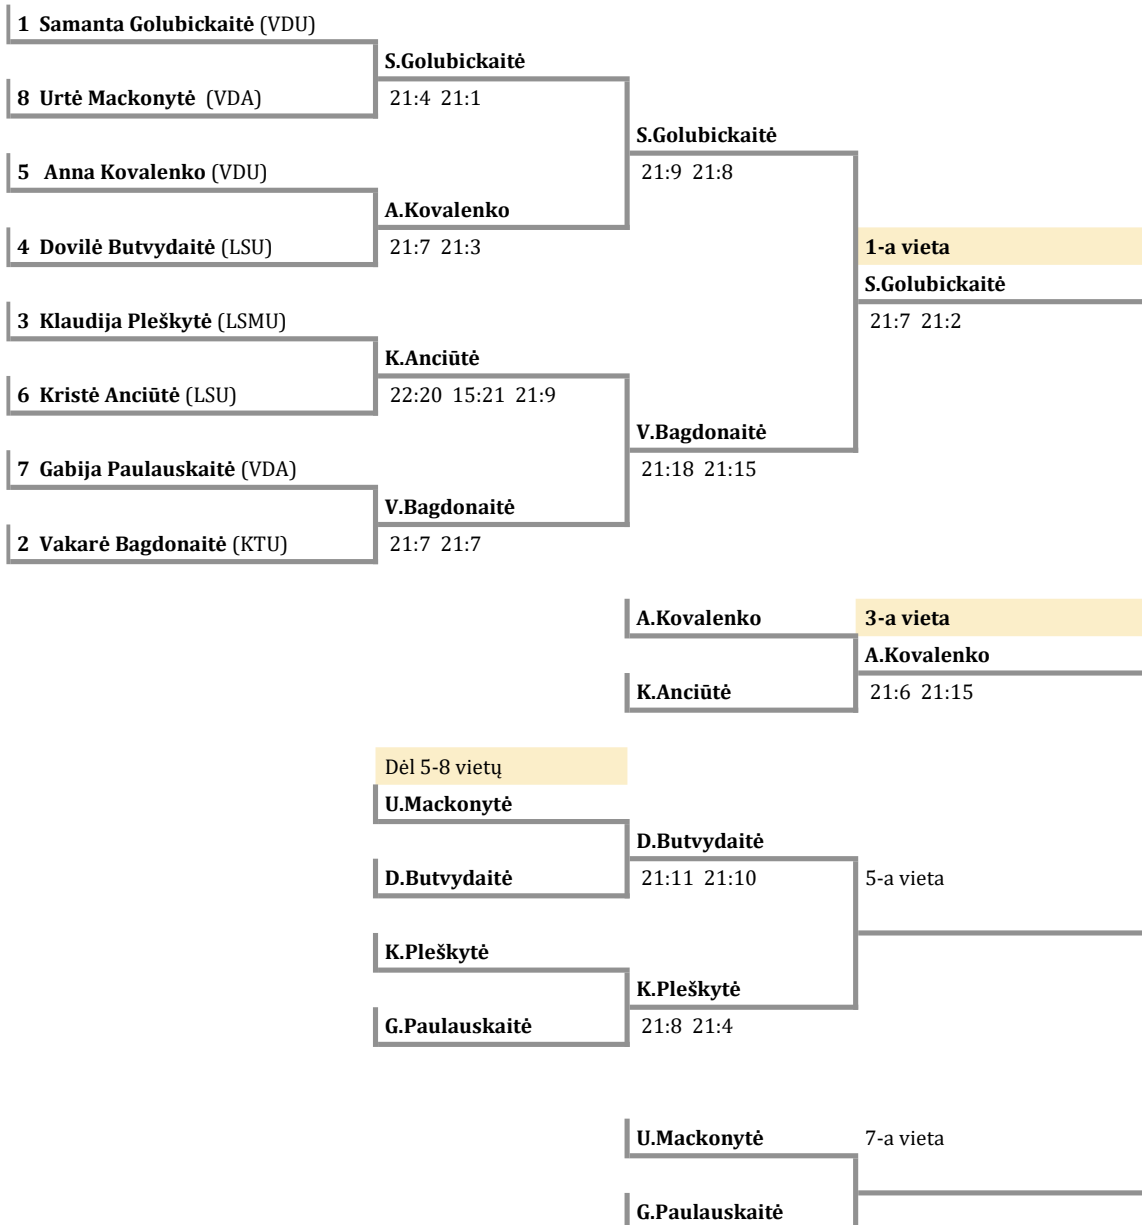 1 Samanta Golubickaitė (VDU)
S.Golubickaitė
8 Urtė Mackonytė (VDA)
21:4 21:1
S.Golubickaitė
5 Anna Kovalenko (VDU)
21:9 21:8
A.Kovalenko
4 Dovilė Butvydaitė (LSU)
21:7 21:3
1-a vieta
S.Golubickaitė
3 Klaudija Pleškytė (LSMU)
21:7 21:2
K.Anciūtė
6 Kristė Anciūtė (LSU)
22:20 15:21 21:9
V.Bagdonaitė
7 Gabija Paulauskaitė (VDA)
21:18 21:15
V.Bagdonaitė
2 Vakarė Bagdonaitė (KTU)
21:7 21:7
A.Kovalenko
3-a vieta
A.Kovalenko
K.Anciūtė
21:6 21:15
Dėl 5-8 vietų
U.Mackonytė
D.Butvydaitė
D.Butvydaitė
21:11 21:10
5-a vieta
K.Pleškytė
K.Pleškytė
G.Paulauskaitė
21:8 21:4
U.Mackonytė
7-a vieta
G.Paulauskaitė